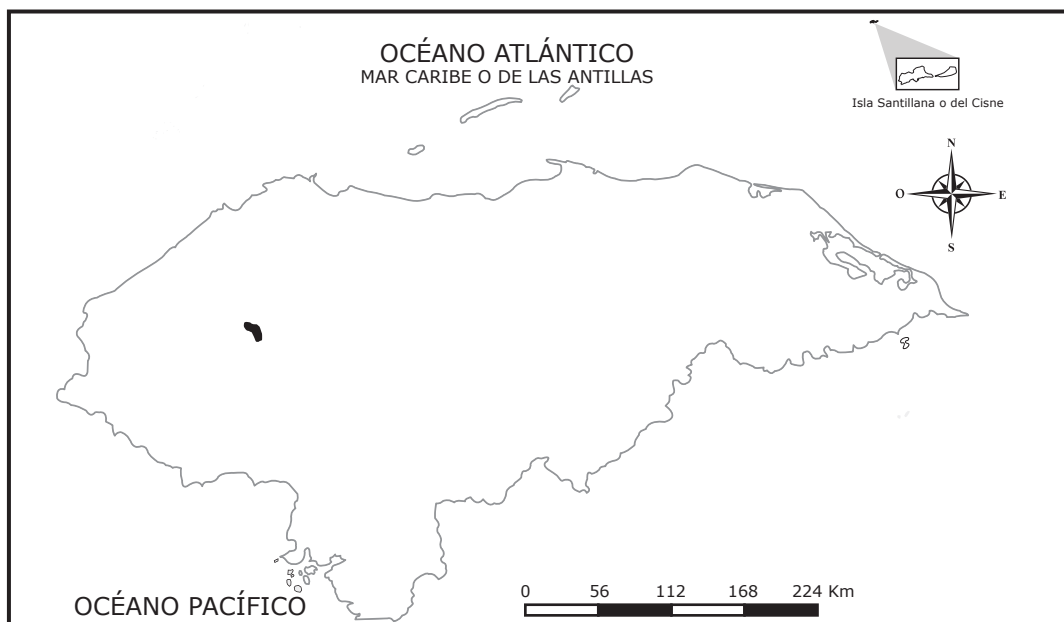 OCÉANO ATLÁNTICO
MAR CARIBE O DE LAS ANTILLAS
Isla Santillana o del Cisne
N
O E
S
OCÉANO PACÍFICO
0 56 112 168 224 Km